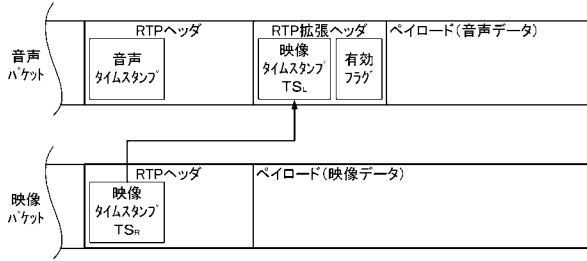 音声
パケット
RTPヘッダ
音声
タイムスタンプ
RTP拡張ヘッダ
映像
タイムスタンプ
TSL
有効
フラグ
ペイロード(音声データ)
映像
パケット
RTPヘッダ
映像
タイムスタンプ
TSR
ペイロード(映像データ)